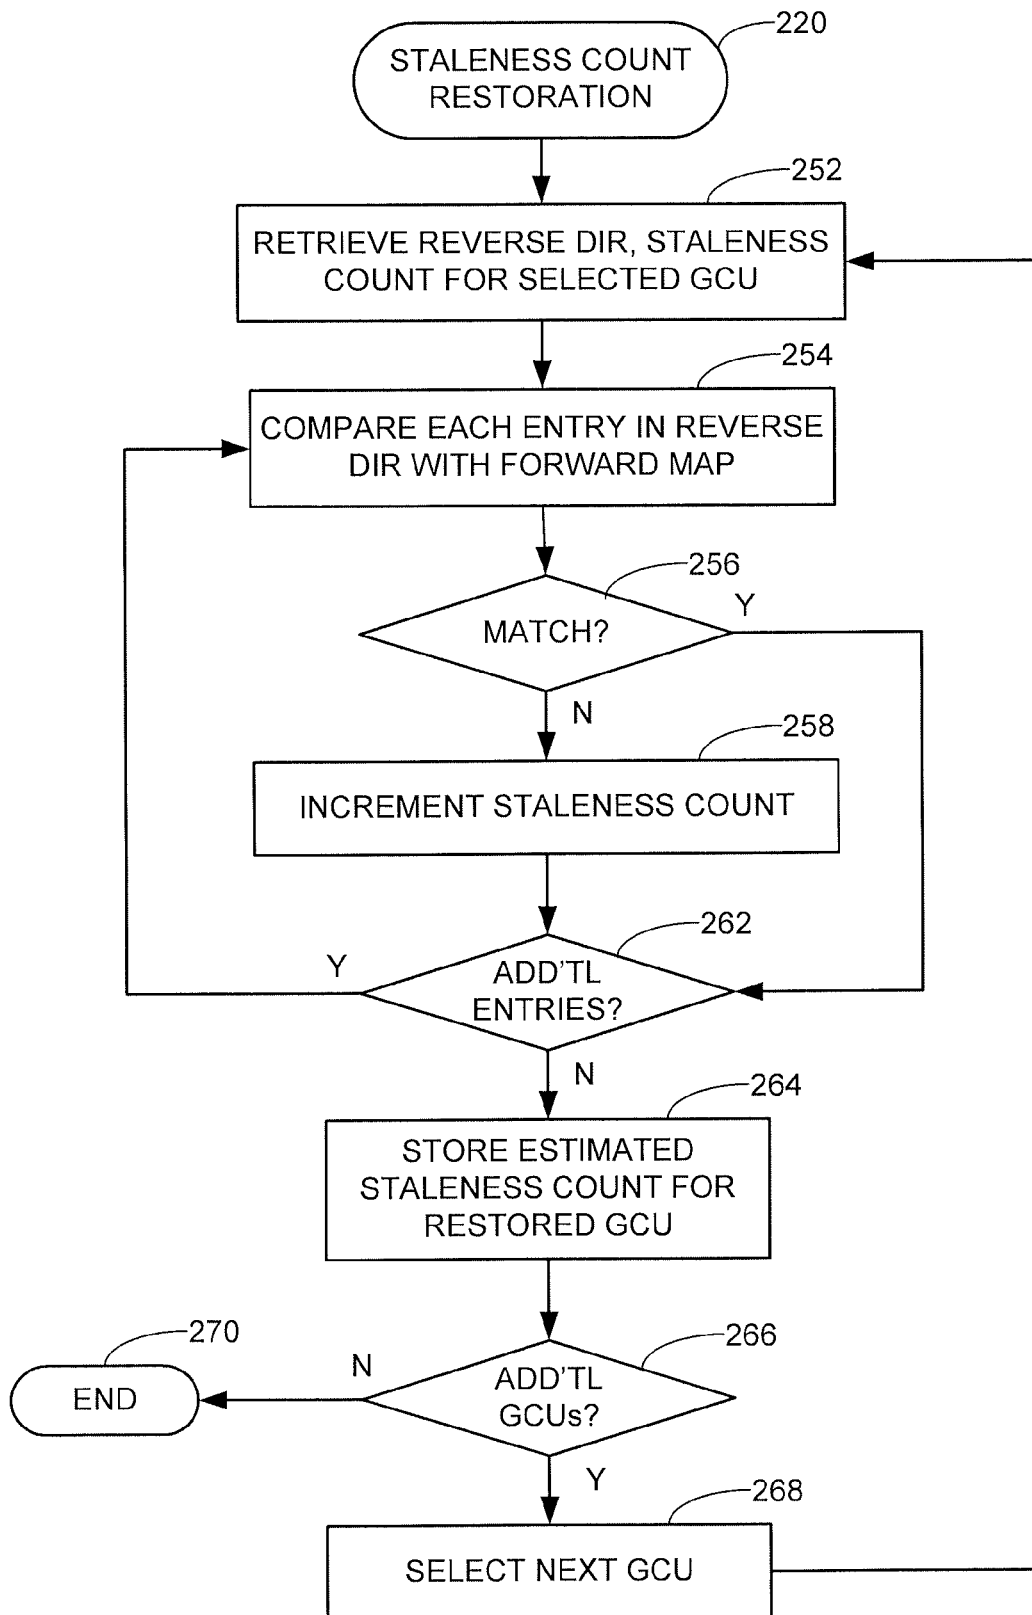 220
STALENESS COUNT
RESTORATION
252
RETRIEVE REVERSE DIR, STALENESS
COUNT FOR SELECTED GCU
254
COMPARE EACH ENTRY IN REVERSE
DIR WITH FORWARD MAP
256
Y
MATCH?
N
258
INCREMENT STALENESS COUNT
262
Y
ADD'TL
ENTRIES?
N
264
STORE ESTIMATED
STALENESS COUNT FOR
RESTORED GCU
270
266
N
END
ADD'TL
GCUs?
Y
268
SELECT NEXT GCU